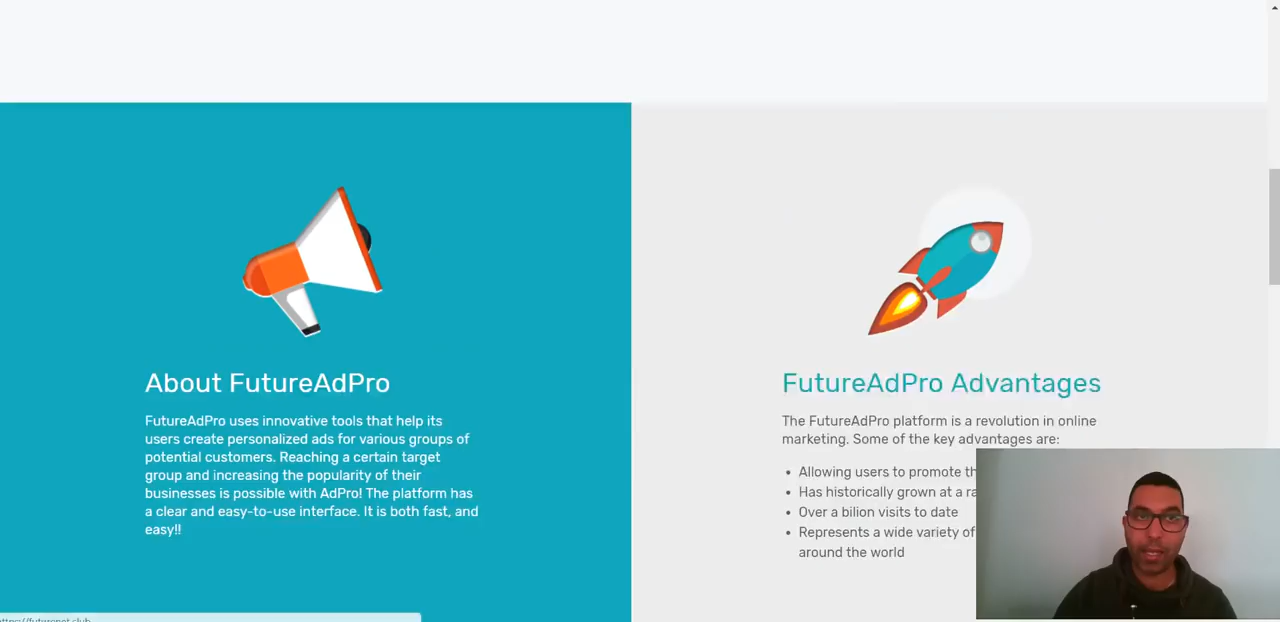 About FutureAdPro
FutureAdPro uses innovative tools that help its
users create personalized ads for various groups of
potential customers. Reaching a certain target
group and increasing the popularity of their
businesses is possible with AdPro! The platform has
a clear and easy-to-use interface. It is both fast, and
easy!!
FutureAdPro Advantages
The FutureAdPro platform is a revolution in online
marketing. Some of the key advantages are:
• Allowing users to promote
• Has historically grown at a
• Over a bilion visits to date
• Represents a wide variety of
around the world